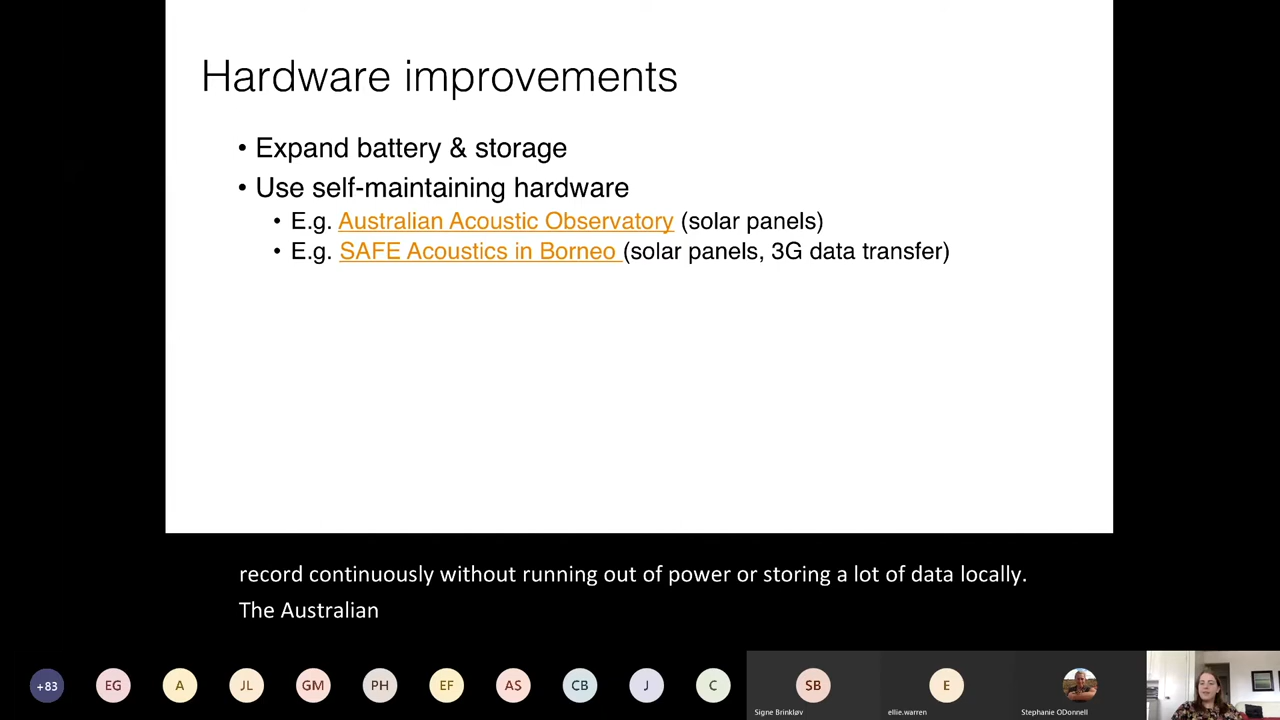 Hardware improvements
• Expand battery & storage
• Use self-maintaining hardware
• E.g. Australian Acoustic Observatory (solar panels)
• E.g. SAFE Acoustics in Borneo (solar panels, 3G data transfer)
record continuously without running out of power or storing a lot of data locally.
The Australian
+83 EG A JL GM PH EF AS CB J C SB E
Signe Brinkløv ellie.warren Stephanie ODonnell